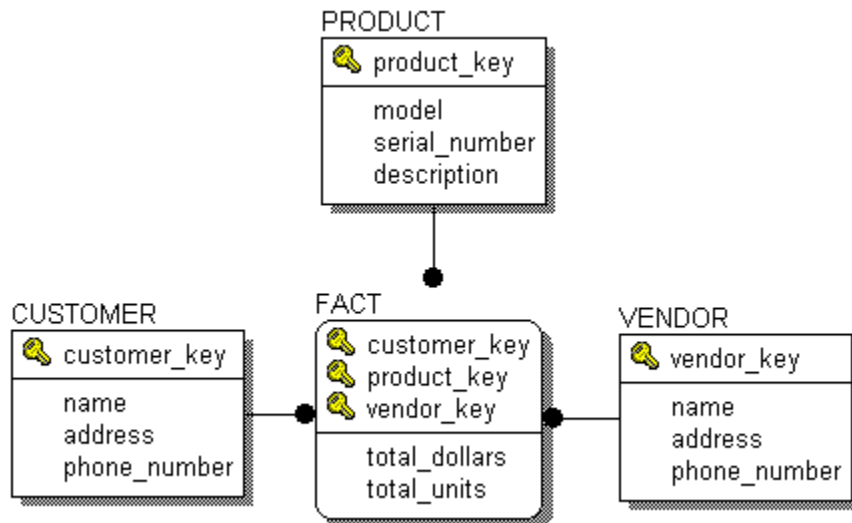 PRODUCT
product_key
model
serial_number
description
CUSTOMER
customer_key
name
address
phone_number
FACT
customer_key
product_key
vendor_key
total_dollars
total_units
VENDOR
vendor_key
name
address
phone_number